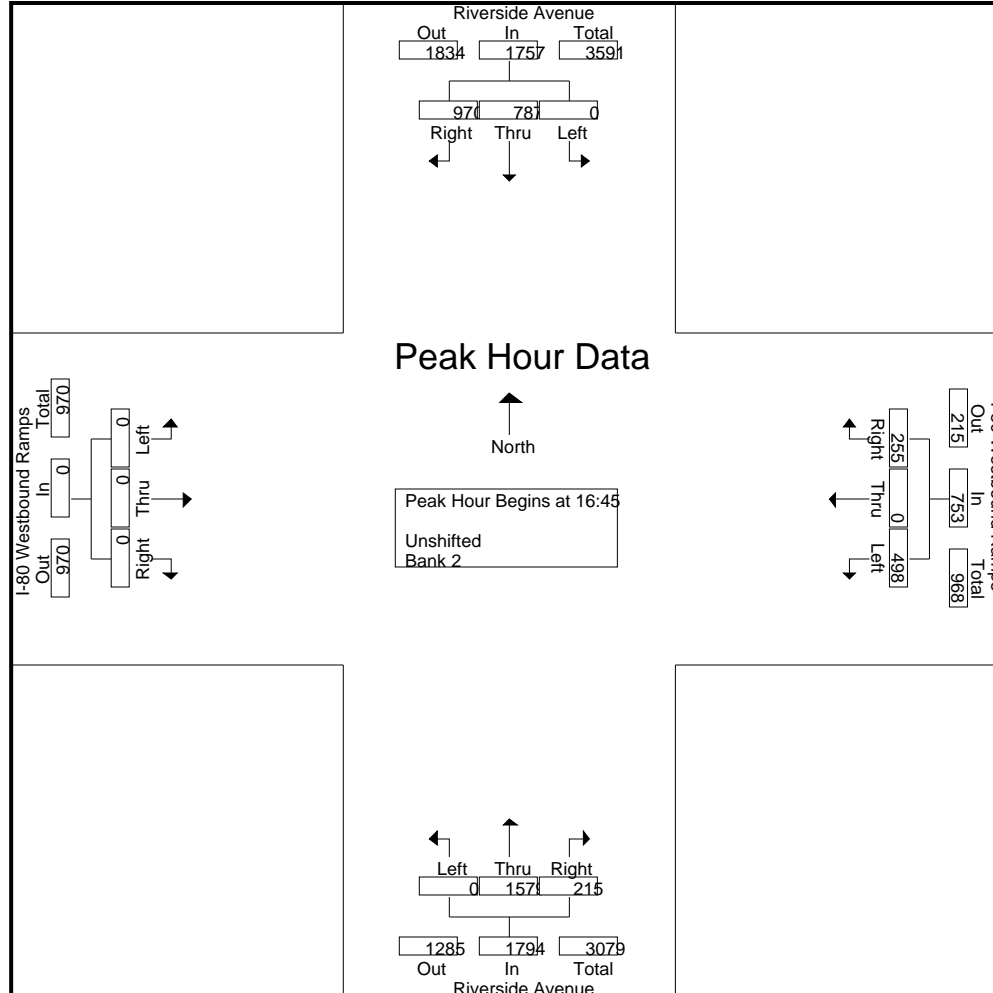 Riverside Avenue
Out In Total
1834 1757 3591
970 787 0
Right Thru Left
Peak Hour Data
North
Peak Hour Begins at 16:45
Unshifted
Bank 2
I-80 Westbound Ramps
Out In Total
970 0 970
Left Thru Right
0 0 0
Out In Total
215 753 968
255 0 498
Right Thru Left
Left Thru Right
0 1579 215
1285 1794 3079
Out In Total
Riverside Avenue